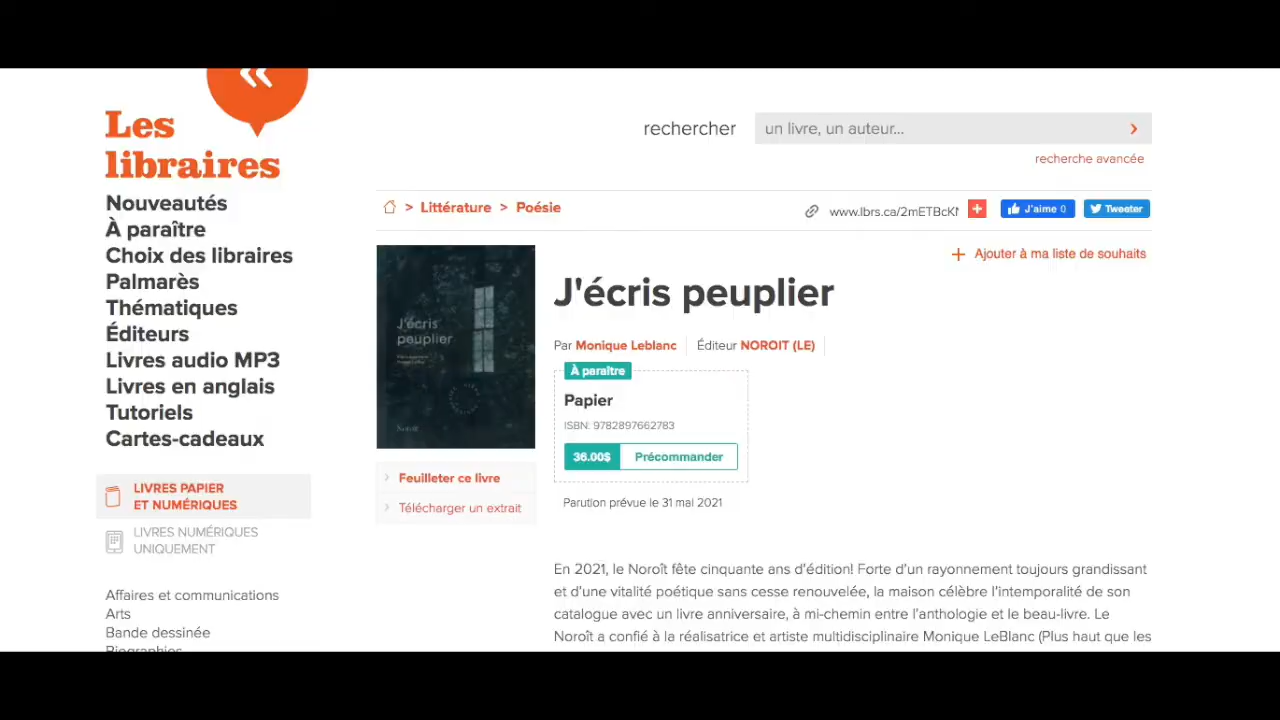 Les
libraires
rechercher
un livre, un auteur...
recherche avancée
Nouveautés
À paraître
Choix des libraires
Palmarès
Thématiques
Éditeurs
Livres audio MP3
Livres en anglais
Tutoriels
Cartes-cadeaux
LIVRES PAPIER
ET NUMÉRIQUES
LIVRES NUMÉRIQUES
UNIQUEMENT
Affaires et communications
Arts
Bande dessinée
Biographies
> Littérature > Poésie
www.lbrs.ca/2mETBcKf
J'aime 0
Tweeter
J'écris
peuplier
Noroît
Feuilleter ce livre
Télécharger un extrait
+ Ajouter à ma liste de souhaits
J'écris peuplier
Par Monique Leblanc
Éditeur NOROIT (LE)
À paraître
Papier
ISBN: 9782897662783
36.00$ Précommander
Parution prévue le 31 mai 2021
En 2021, le Noroît fête cinquante ans d'édition! Forte d'un rayonnement toujours grandissant
et d'une vitalité poétique sans cesse renouvelée, la maison célèbre l'intemporalité de son
catalogue avec un livre anniversaire, à mi-chemin entre l'anthologie et le beau-livre. Le
Noroît a confié à la réalisatrice et artiste multidisciplinaire Monique LeBlanc (Plus haut que les